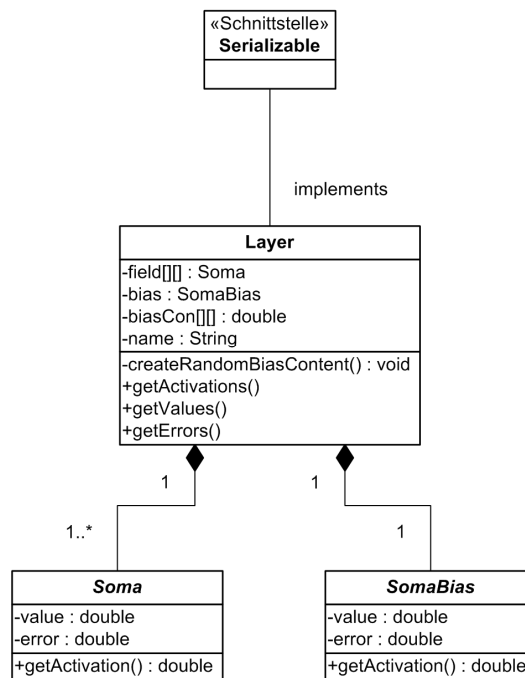 «Schnittstelle»
Serializable
implements
Layer
-field[][] : Soma
-bias : SomaBias
-biasCon[][] : double
-name : String
-createRandomBiasContent() : void
+getActivations()
+getValues()
+getErrors()
1
1
1..*
1
Soma
-value : double
-error : double
+getActivation() : double
SomaBias
-value : double
-error : double
+getActivation() : double